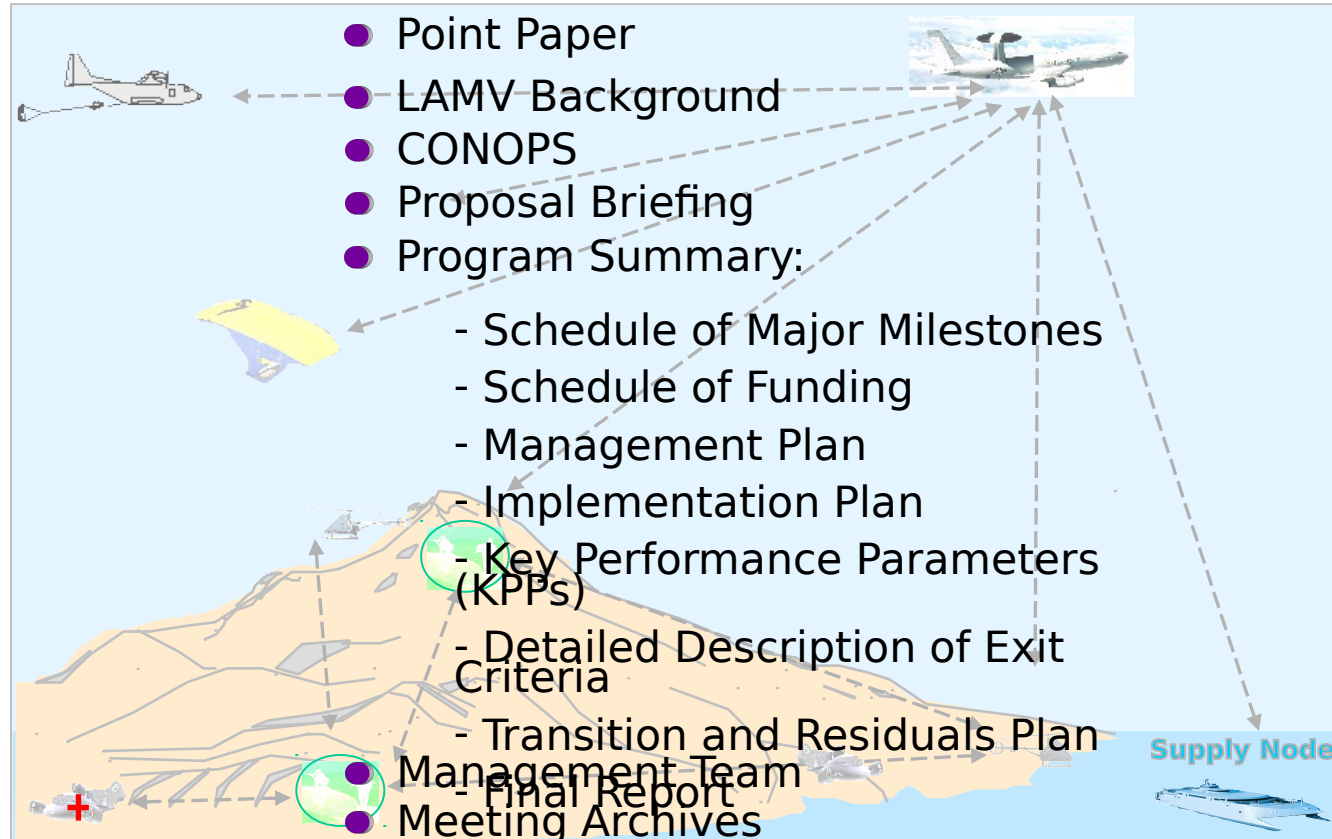 ● Point Paper
● LAMV Background
● CONOPS
● Proposal Briefing
● Program Summary:
- Schedule of Major Milestones
- Schedule of Funding
- Management Plan
- Implementation Plan
- Key Performance Parameters
(KPPs)
- Detailed Description of Exit
Criteria
- Transition and Residuals Plan
Supply Node
● Management Team
- Final Report
● Meeting Archives